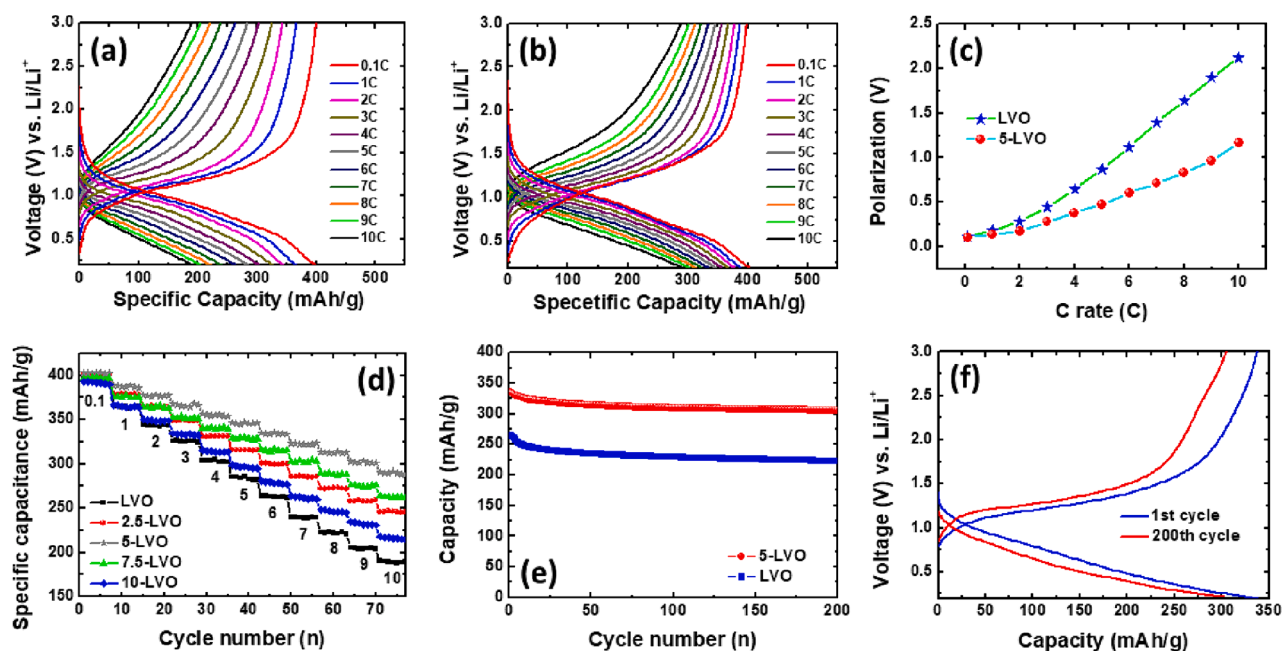 (a)
3.0
2.5
2.0
1.5
1.0
0.5
Voltage (V) vs. Li/Li⁺
0 100 200 300 400 500
Specific Capacity (mAh/g)
0.1C
1C
2C
3C
4C
5C
6C
7C
8C
9C
10C
(b)
3.0
2.5
2.0
1.5
1.0
0.5
Voltage (V) vs. Li/Li⁺
0 100 200 300 400 500
Specetific Capacity (mAh/g)
0.1C
1C
2C
3C
4C
5C
6C
7C
8C
9C
10C
(c)
2.5
2.0
1.5
1.0
0.5
0.0
Polarization (V)
0 2 4 6 8 10
C rate (C)
LVO
5-LVO
(d)
400
350
300
250
200
150
Specific capacitance (mAh/g)
0 10 20 30 40 50 60 70
Cycle number (n)
0.1
1
2
3
4
5
6
7
8
9
10
LVO
2.5-LVO
5-LVO
7.5-LVO
10-LVO
(e)
400
350
300
250
200
150
100
50
0
Capacity (mAh/g)
0 50 100 150 200
Cycle number (n)
5-LVO
LVO
(f)
3.0
2.5
2.0
1.5
1.0
0.5
Voltage (V) vs. Li/Li⁺
0 50 100 150 200 250 300 350
Capacity (mAh/g)
1st cycle
200th cycle